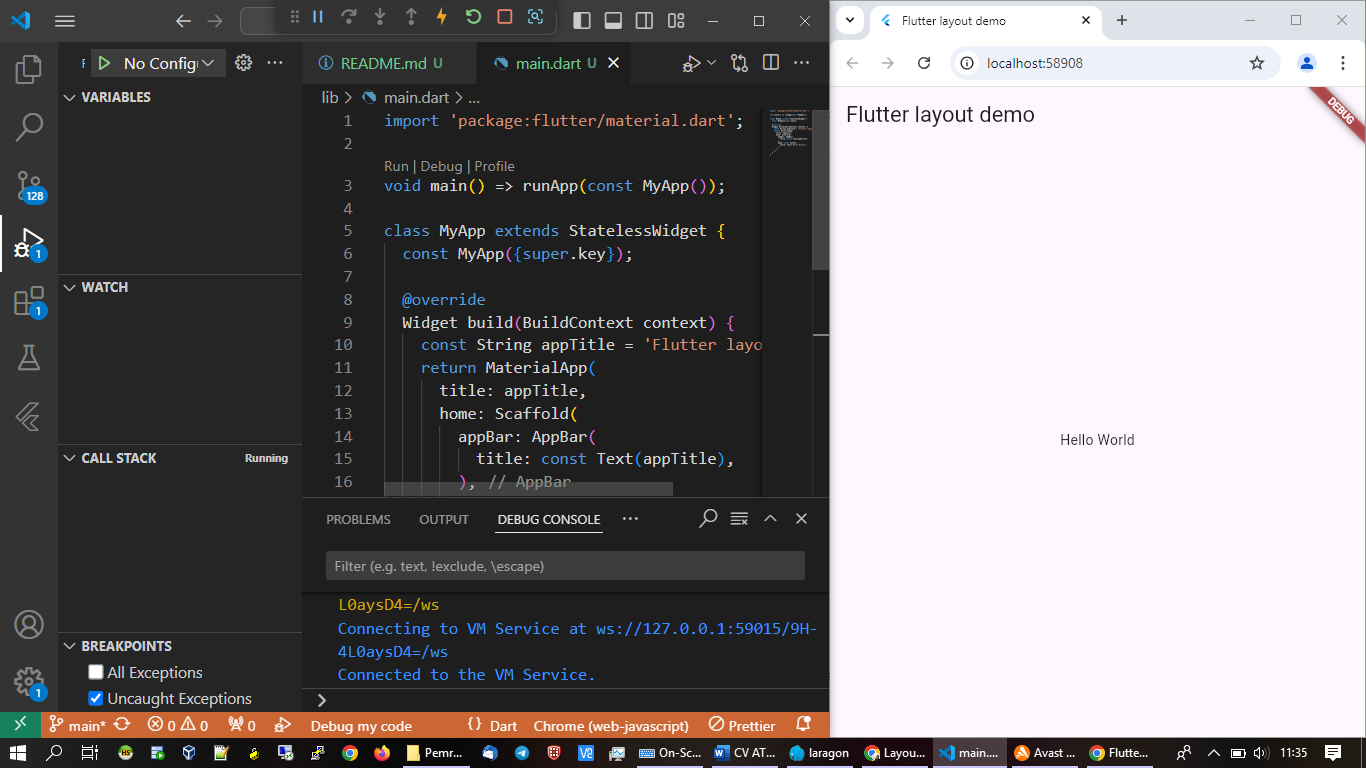 No Config
VARIABLES
WATCH
CALL STACK
Running
BREAKPOINTS
All Exceptions
Uncaught Exceptions
128
1
1
1
README.md U
main.dart U
lib > main.dart > ...
1 import 'package:flutter/material.dart';
2
Run | Debug | Profile
3 void main() => runApp(const MyApp());
4
5 class MyApp extends StatelessWidget {
6 const MyApp({super.key});
7
8 @override
9 Widget build(BuildContext context) {
10 const String appTitle = 'Flutter layo
11 return MaterialApp(
12 title: appTitle,
13 home: Scaffold(
14 appBar: AppBar(
15 title: const Text(appTitle),
16 ), // AppBar
PROBLEMS
OUTPUT
DEBUG CONSOLE
Filter (e.g. text, !exclude, \escape)
L0aysD4=/ws
Connecting to VM Service at ws://127.0.0.1:59015/9H-
4L0aysD4=/ws
Connected to the VM Service.
main*
0
0
0
Debug my code
{} Dart
Chrome (web-javascript)
Prettier
Flutter layout demo
localhost:58908
Flutter layout demo
DEBUG
Hello World
Pemr...
On-Sc...
CV AT...
laragon
Layou...
main....
Avast ...
Flutte...
11:35